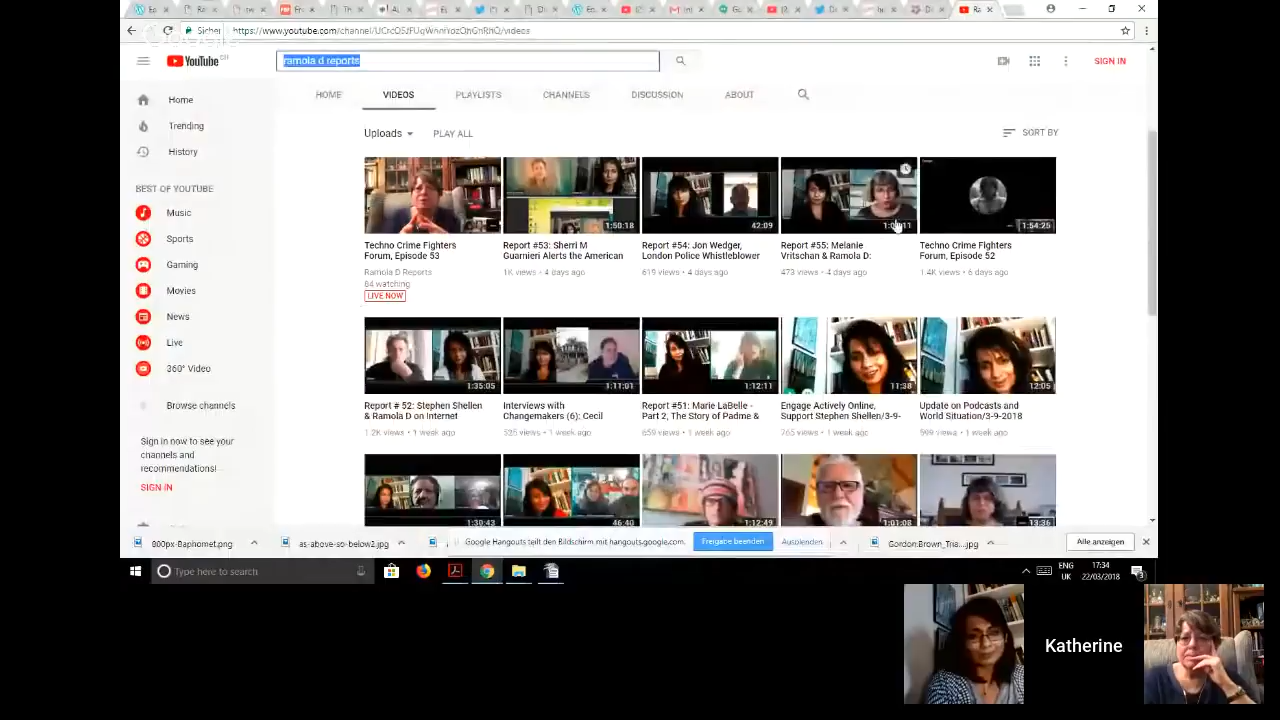 Sicher
https://www.youtube.com/channel/
YouTube CH
ramola d reports
SIGN IN
HOME VIDEOS PLAYLISTS CHANNELS DISCUSSION ABOUT
Home
Trending
History
BEST OF YOUTUBE
Music
Sports
Gaming
Movies
News
Live
360° Video
Browse channels
Sign in now to see your
channels and
recommendations!
SIGN IN
Uploads PLAY ALL SORT BY
1:50:18 42:09 1:54:25
Techno Crime Fighters
Forum, Episode 53
Ramola D Reports
84 watching
LIVE NOW
Report #53: Sherri M
Guarnieri Alerts the American
1K views • 4 days ago
Report #54: Jon Wedger,
London Police Whistleblower
619 views • 4 days ago
Report #55: Melanie
Vritschan & Ramola D:
473 views • 4 days ago
Techno Crime Fighters
Forum, Episode 52
1.4K views • 6 days ago
1:35:05 1:11:01 1:12:11 11:38 12:05
Report # 52: Stephen Shellen
& Ramola D on Internet
1.2K views • 1 week ago
Interviews with
Changemakers (6): Cecil
views • 1 week ago
Report #51: Marie LaBelle -
Part 2, The Story of Padme &
659 views • 1 week ago
Engage Actively Online,
Support Stephen Shellen/3-9-
765 views • 1 week ago
Update on Podcasts and
World Situation/3-9-2018
views • 1 week ago
1:30:43 46:40 1:12:49 1:01:08 13:36
800px-Baphomet.png as-above-so-below2.jpg Google Hangouts teilt den Bildschirm mit hangouts.google.com. Freigabe beenden Ausblenden Gordon.Brown_Tria....jpg Alle anzeigen
Type here to search
ENG
UK
17:34
22/03/2018
3
Katherine